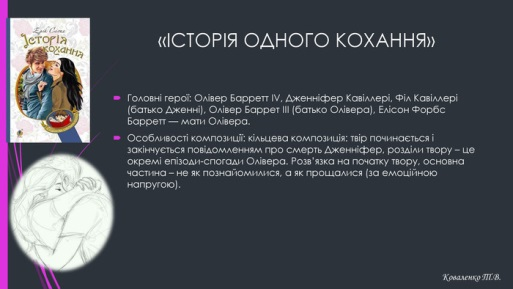 Ерік Сігел
Історія
кохання
«ІСТОРІЯ ОДНОГО КОХАННЯ»
Головні герої: Олівер Барретт IV, Дженніфер Кавіллері, Філ Кавіллері
(батько Дженні), Олівер Баррет III (батько Олівера), Елісон Форбс
Барретт — мати Олівера.
Особливості композиції: кільцева композиція: твір починається і
закінчується повідомленням про смерть Дженніфер, розділи твору – це
окремі епізоди-спогади Олівера. Розв'язка на початку твору, основна
частина – не як познайомилися, а як прощалися (за емоційною
напругою).
Коваленко Т.В.